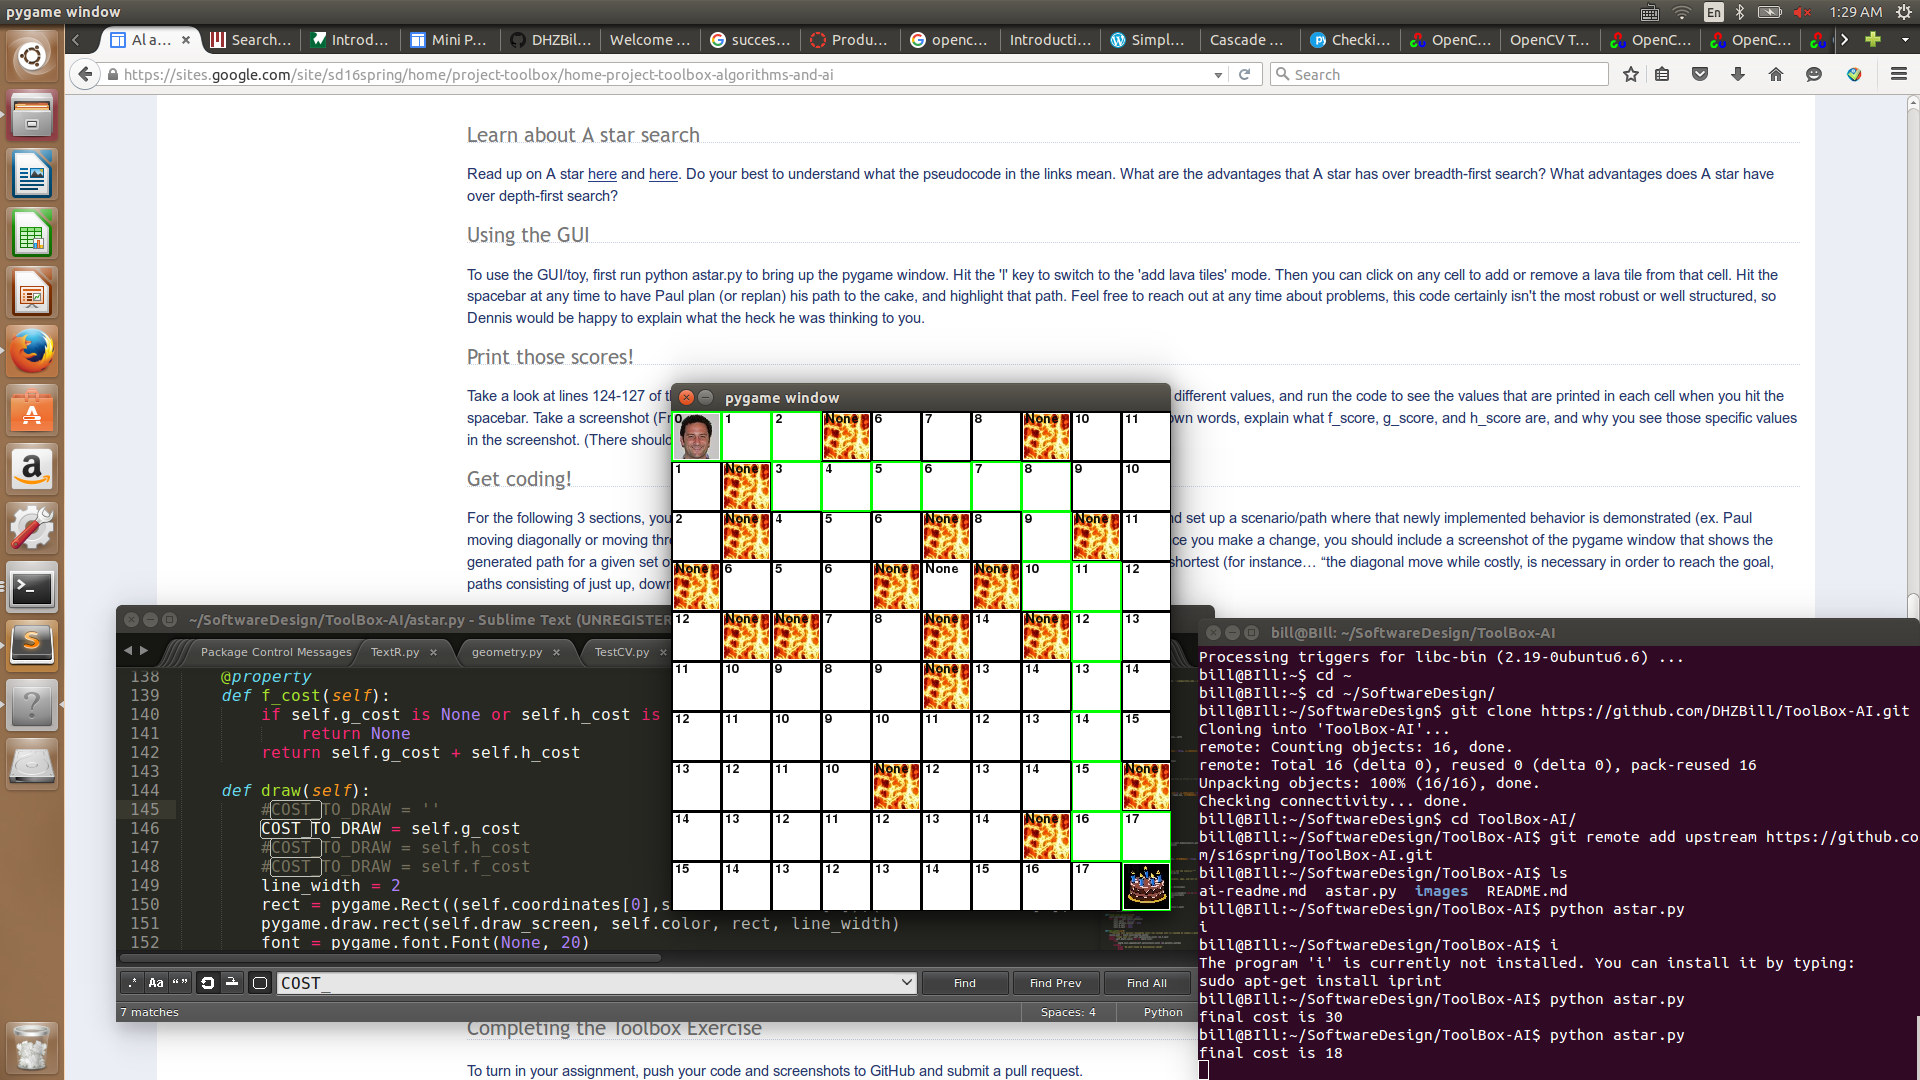 pygame window
En
1:29 AM
Al a...
Search...
Introd...
Mini P...
DHZBil...
Welcome ...
succes...
Produ...
openc...
Introducti...
Simpl...
Cascade ...
Checki...
OpenC...
OpenCV T...
OpenC...
OpenC...
https://sites.google.com/site/sd16spring/home/project-toolbox/home-project-toolbox-algorithms-and-ai
Search
Learn about A star search
Read up on A star here and here. Do your best to understand what the pseudocode in the links mean. What are the advantages that A star has over breadth-first search? What advantages does A star have
over depth-first search?
Using the GUI
To use the GUI/toy, first run python astar.py to bring up the pygame window. Hit the 'l' key to switch to the 'add lava tiles' mode. Then you can click on any cell to add or remove a lava tile from that cell. Hit the
spacebar at any time to have Paul plan (or replan) his path to the cake, and highlight that path. Feel free to reach out at any time about problems, this code certainly isn't the most robust or well structured, so
Dennis would be happy to explain what the heck he was thinking to you.
Print those scores!
Take a look at lines 124-127 of t different values, and run the code to see the values that are printed in each cell when you hit the
spacebar. Take a screenshot (Fr own words, explain what f_score, g_score, and h_score are, and why you see those specific values
in the screenshot. (There shoul
Get coding!
For the following 3 sections, you nd set up a scenario/path where that newly implemented behavior is demonstrated (ex. Paul
moving diagonally or moving thr ce you make a change, you should include a screenshot of the pygame window that shows the
generated path for a given set o shortest (for instance... “the diagonal move while costly, is necessary in order to reach the goal,
paths consisting of just up, dow
pygame window
0 1 2 None 6 7 8 None 10 11
1 None 3 4 5 6 7 8 9 10
2 None 4 5 6 None 8 9 None 11
None 6 5 6 None None None 10 11 12
12 None None 7 8 None 14 None 12 13
11 10 9 8 9 None 13 14 13 14
12 11 10 9 10 11 12 13 14 15
13 12 11 10 None 12 13 14 15 None
14 13 12 11 12 13 14 None 16 17
15 14 13 12 13 14 15 16 17
~/SoftwareDesign/ToolBox-AI/astar.py - Sublime Text (UNREGISTER
Package Control Messages
TextR.py
geometry.py
TestCV.py
138 @property
139 def f_cost(self):
140 if self.g_cost is None or self.h_cost is
141 return None
142 return self.g_cost + self.h_cost
143
144 def draw(self):
145 #COST_TO_DRAW = ''
146 COST_TO_DRAW = self.g_cost
147 #COST_TO_DRAW = self.h_cost
148 #COST_TO_DRAW = self.f_cost
149 line_width = 2
150 rect = pygame.Rect((self.coordinates[0],s
151 pygame.draw.rect(self.draw_screen, self.color, rect, line_width)
152 font = pygame.font.Font(None, 20)
.* Aa “” COST_ Find Find Prev Find All
7 matches Spaces: 4 Python
bill@BIll: ~/SoftwareDesign/ToolBox-AI
Processing triggers for libc-bin (2.19-0ubuntu6.6) ...
bill@BIll:~$ cd ~
bill@BIll:~$ cd ~/SoftwareDesign/
bill@BIll:~/SoftwareDesign$ git clone https://github.com/DHZBill/ToolBox-AI.git
Cloning into 'ToolBox-AI'...
remote: Counting objects: 16, done.
remote: Total 16 (delta 0), reused 0 (delta 0), pack-reused 16
Unpacking objects: 100% (16/16), done.
Checking connectivity... done.
bill@BIll:~/SoftwareDesign$ cd ToolBox-AI/
bill@BIll:~/SoftwareDesign/ToolBox-AI$ git remote add upstream https://github.co
m/s16spring/ToolBox-AI.git
bill@BIll:~/SoftwareDesign/ToolBox-AI$ ls
ai-readme.md astar.py images README.md
bill@BIll:~/SoftwareDesign/ToolBox-AI$ python astar.py
i
bill@BIll:~/SoftwareDesign/ToolBox-AI$ i
The program 'i' is currently not installed. You can install it by typing:
sudo apt-get install iprint
bill@BIll:~/SoftwareDesign/ToolBox-AI$ python astar.py
final cost is 30
bill@BIll:~/SoftwareDesign/ToolBox-AI$ python astar.py
final cost is 18
Completing the Toolbox Exercise
To turn in your assignment, push your code and screenshots to GitHub and submit a pull request.